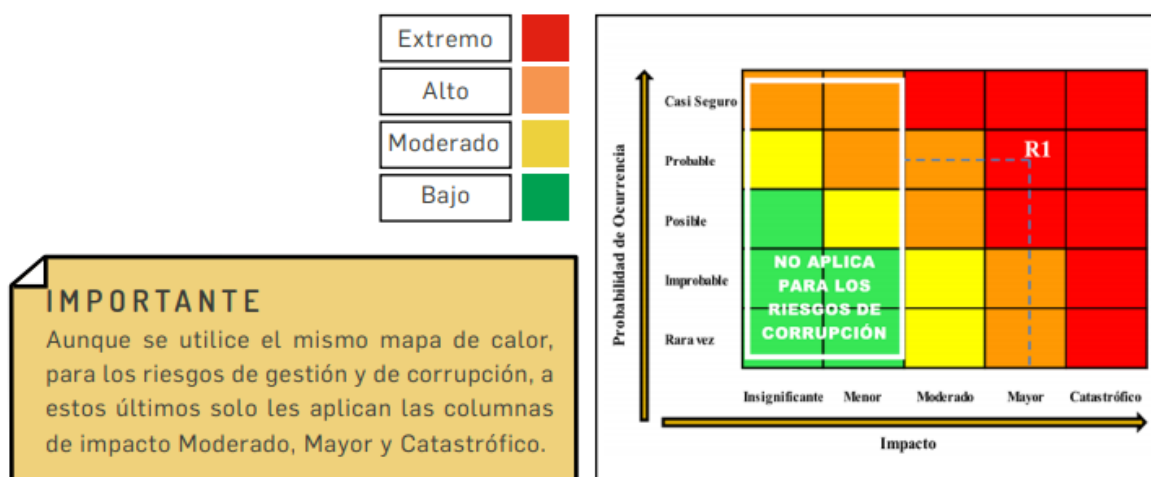 Extremo
Alto
Moderado
Bajo
IMPORTANTE
Aunque se utilice el mismo mapa de calor,
para los riesgos de gestión y de corrupción, a
estos últimos solo les aplican las columnas
de impacto Moderado, Mayor y Catastrófico.
Probabilidad de Ocurrencia
Casi Seguro
Probable
Posible
Improbable
Rara vez
R1
NO APLICA
PARA LOS
RIESGOS DE
CORRUPCIÓN
Insignificante Menor Moderado Mayor Catastrófico
Impacto